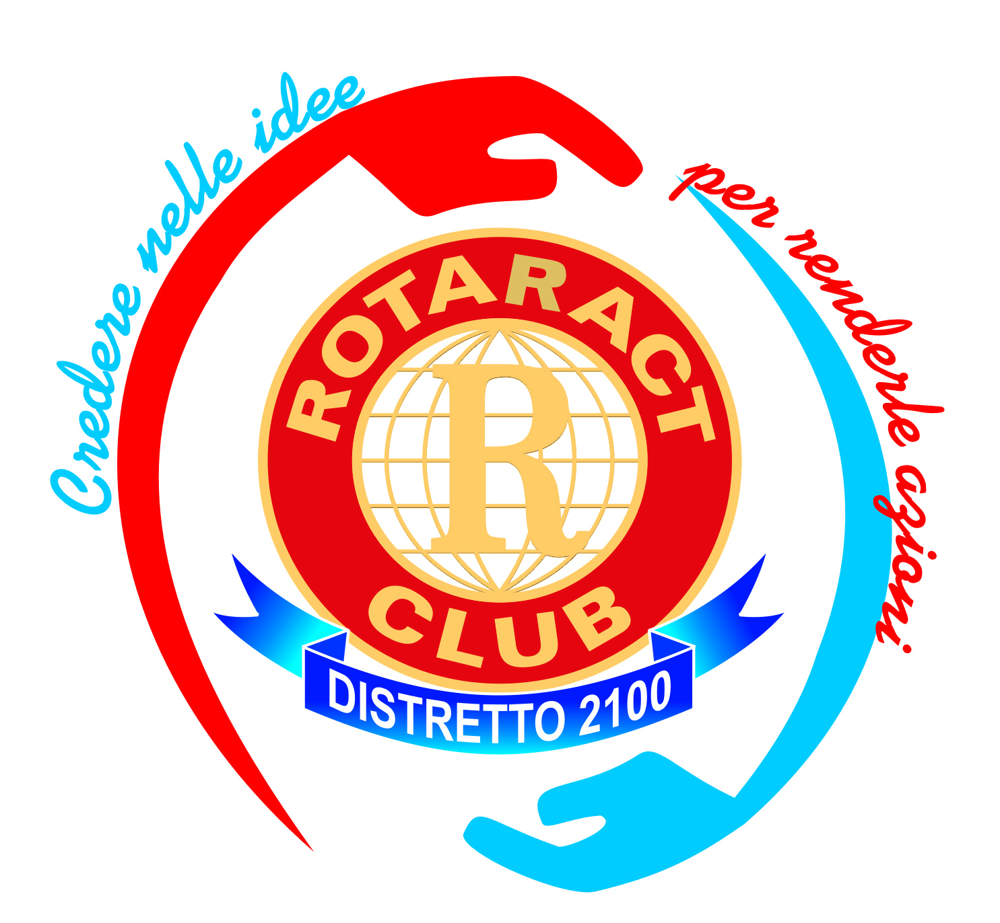 Credere nelle idee
per renderle azioni
ROTARACT
R
CLUB
DISTRETTO 2100